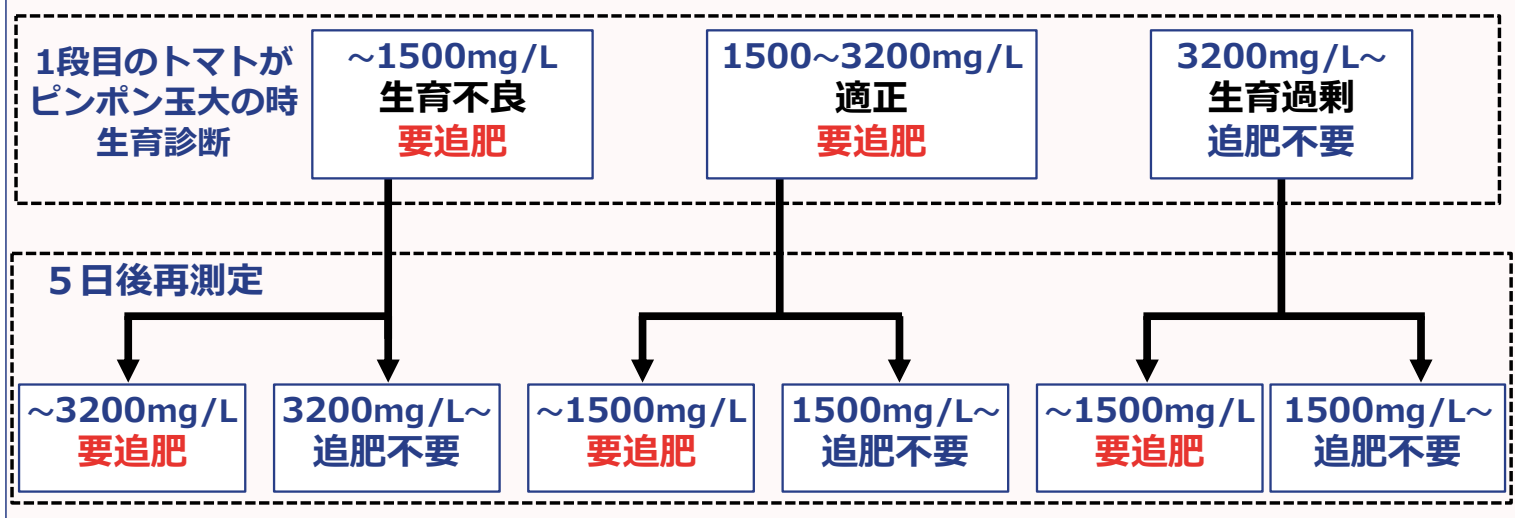 1段目のトマトが
ピンポン玉大の時
生育診断
～1500mg/L
生育不良
要追肥
1500～3200mg/L
適正
要追肥
3200mg/L～
生育過剰
追肥不要
５日後再測定
～3200mg/L
要追肥
3200mg/L～
追肥不要
～1500mg/L
要追肥
1500mg/L～
追肥不要
～1500mg/L
要追肥
1500mg/L～
追肥不要